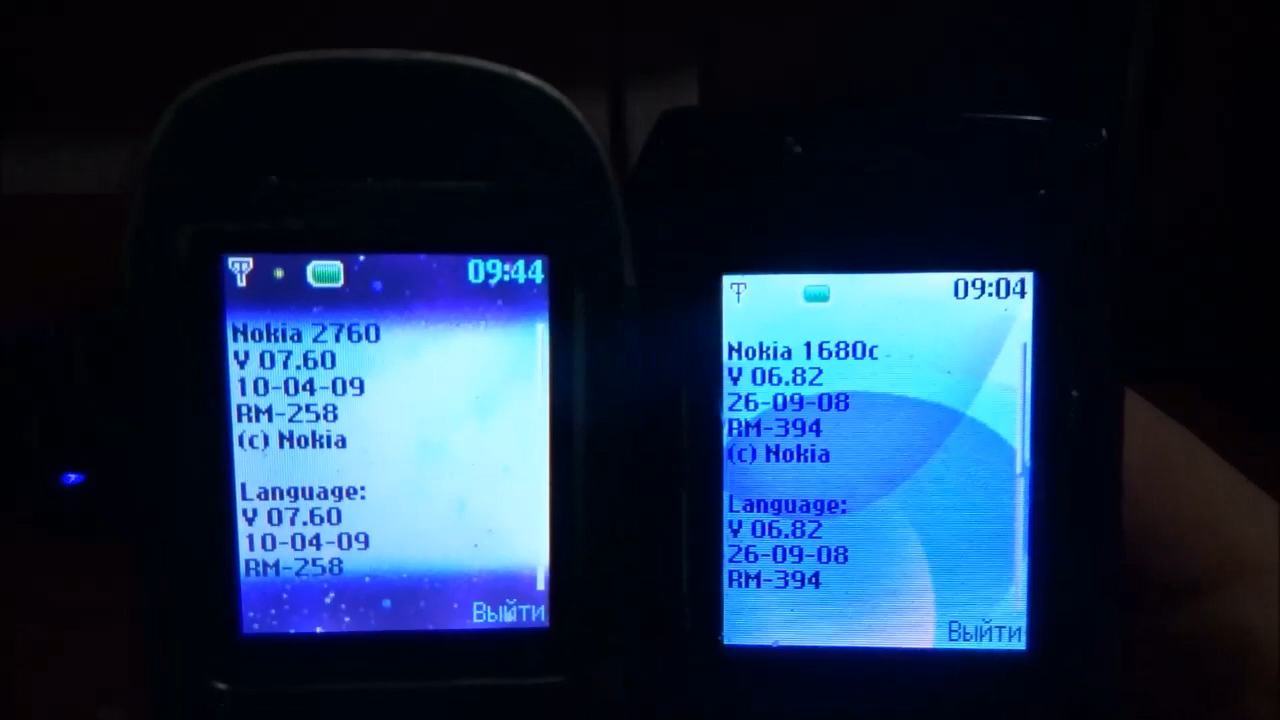 09:44
Nokia 2760
V 07.60
10-04-09
RM-258
(c) Nokia
Language:
V 07.60
10-04-09
RM-258
Выйти
09:04
Nokia 1680c
V 06.82
26-09-08
RM-394
(c) Nokia
Language:
V 06.82
26-09-08
RM-394
Выйти